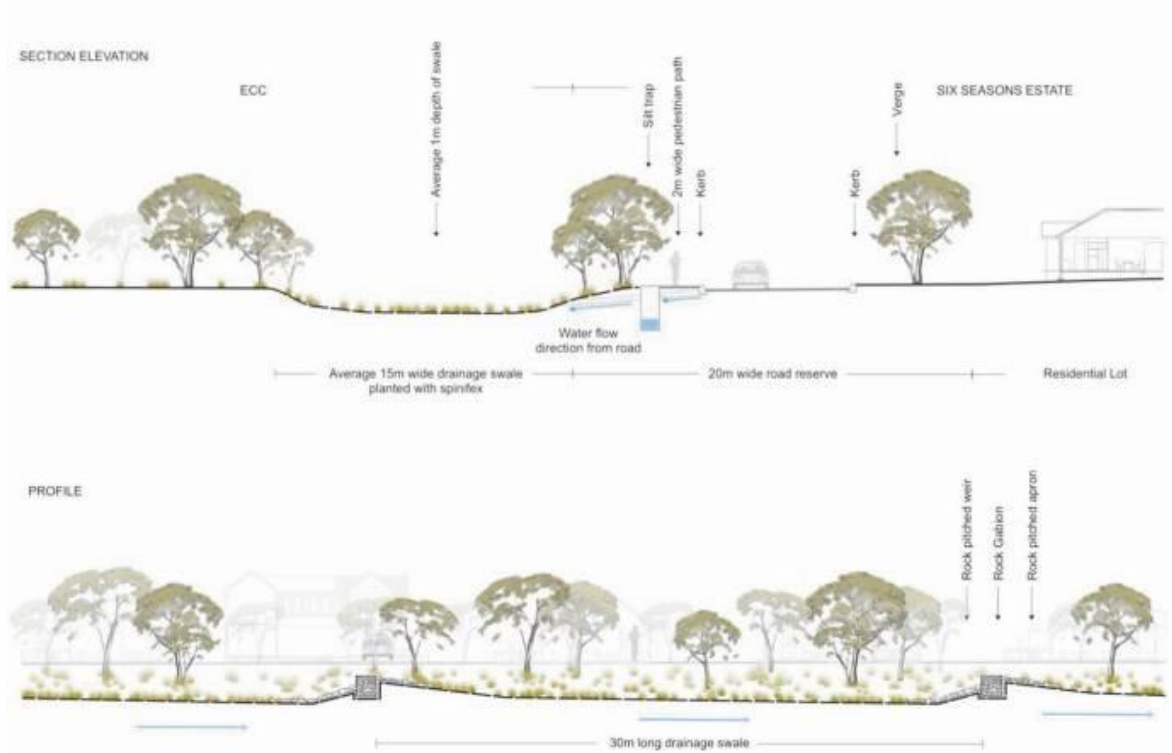 SECTION ELEVATION
ECC
Average 1m depth of swale
Silt trap
2m wide pedestrian path
Kerb
Kerb
Verge
SIX SEASONS ESTATE
Water flow
direction from road
Average 15m wide drainage swale
planted with spinifex
20m wide road reserve
Residential Lot
PROFILE
Rock pitched weir
Rock Gabion
Rock pitched apron
30m long drainage swale